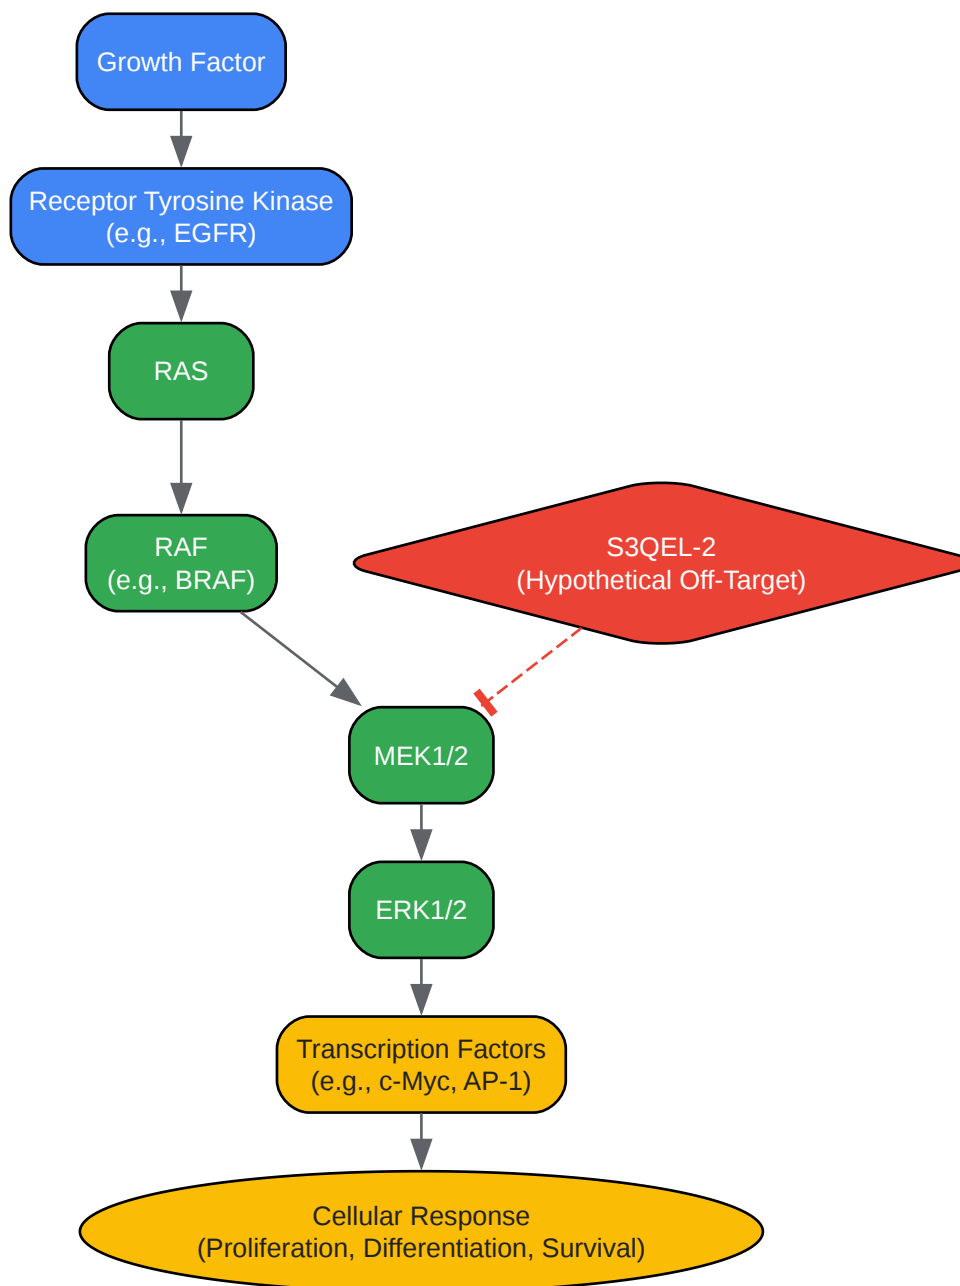 Growth Factor
Receptor Tyrosine Kinase
(e.g., EGFR)
RAS
RAF
(e.g., BRAF)
S3QEL-2
(Hypothetical Off-Target)
MEK1/2
ERK1/2
Transcription Factors
(e.g., c-Myc, AP-1)
Cellular Response
(Proliferation, Differentiation, Survival)